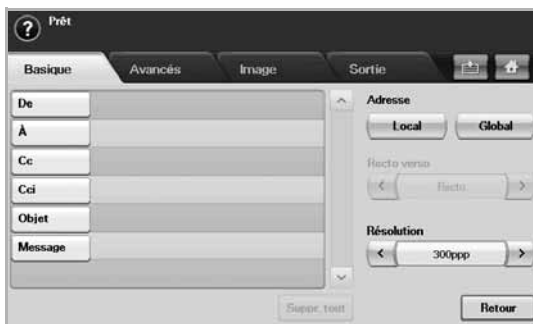 Prêt
Basique
Avancés
Image
Sortie
De
À
Cc
Cci
Objet
Message
Adresse
Local
Global
Recto verso
Recto
Résolution
300ppp
Suppr. tout
Retour